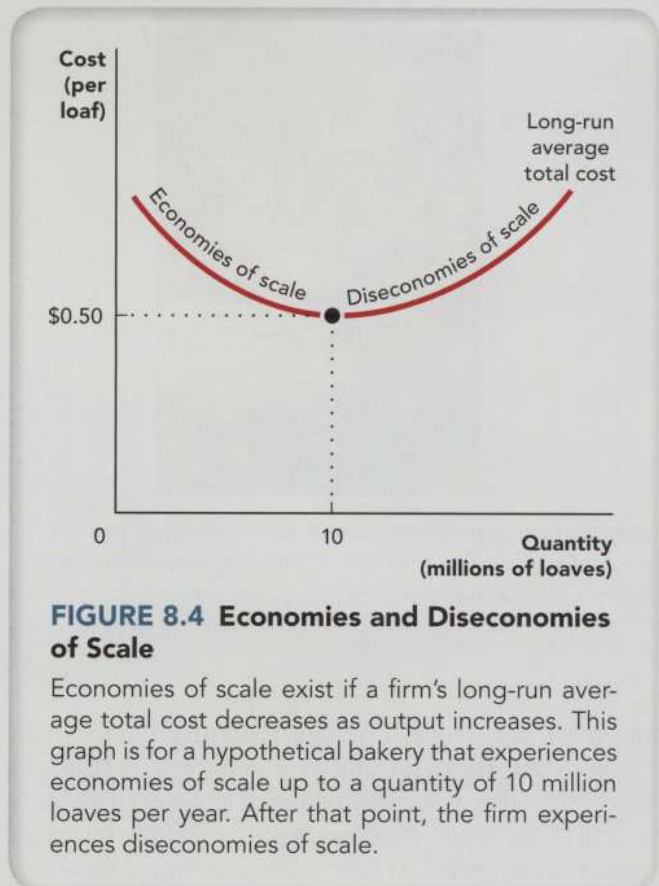 Cost
(per
loaf)
Long-run
average
total cost
Economies of scale
Diseconomies of scale
$0.50
0
10
Quantity
(millions of loaves)
FIGURE 8.4 Economies and Diseconomies
of Scale
Economies of scale exist if a firm's long-run aver-
age total cost decreases as output increases. This
graph is for a hypothetical bakery that experiences
economies of scale up to a quantity of 10 million
loaves per year. After that point, the firm experi-
ences diseconomies of scale.